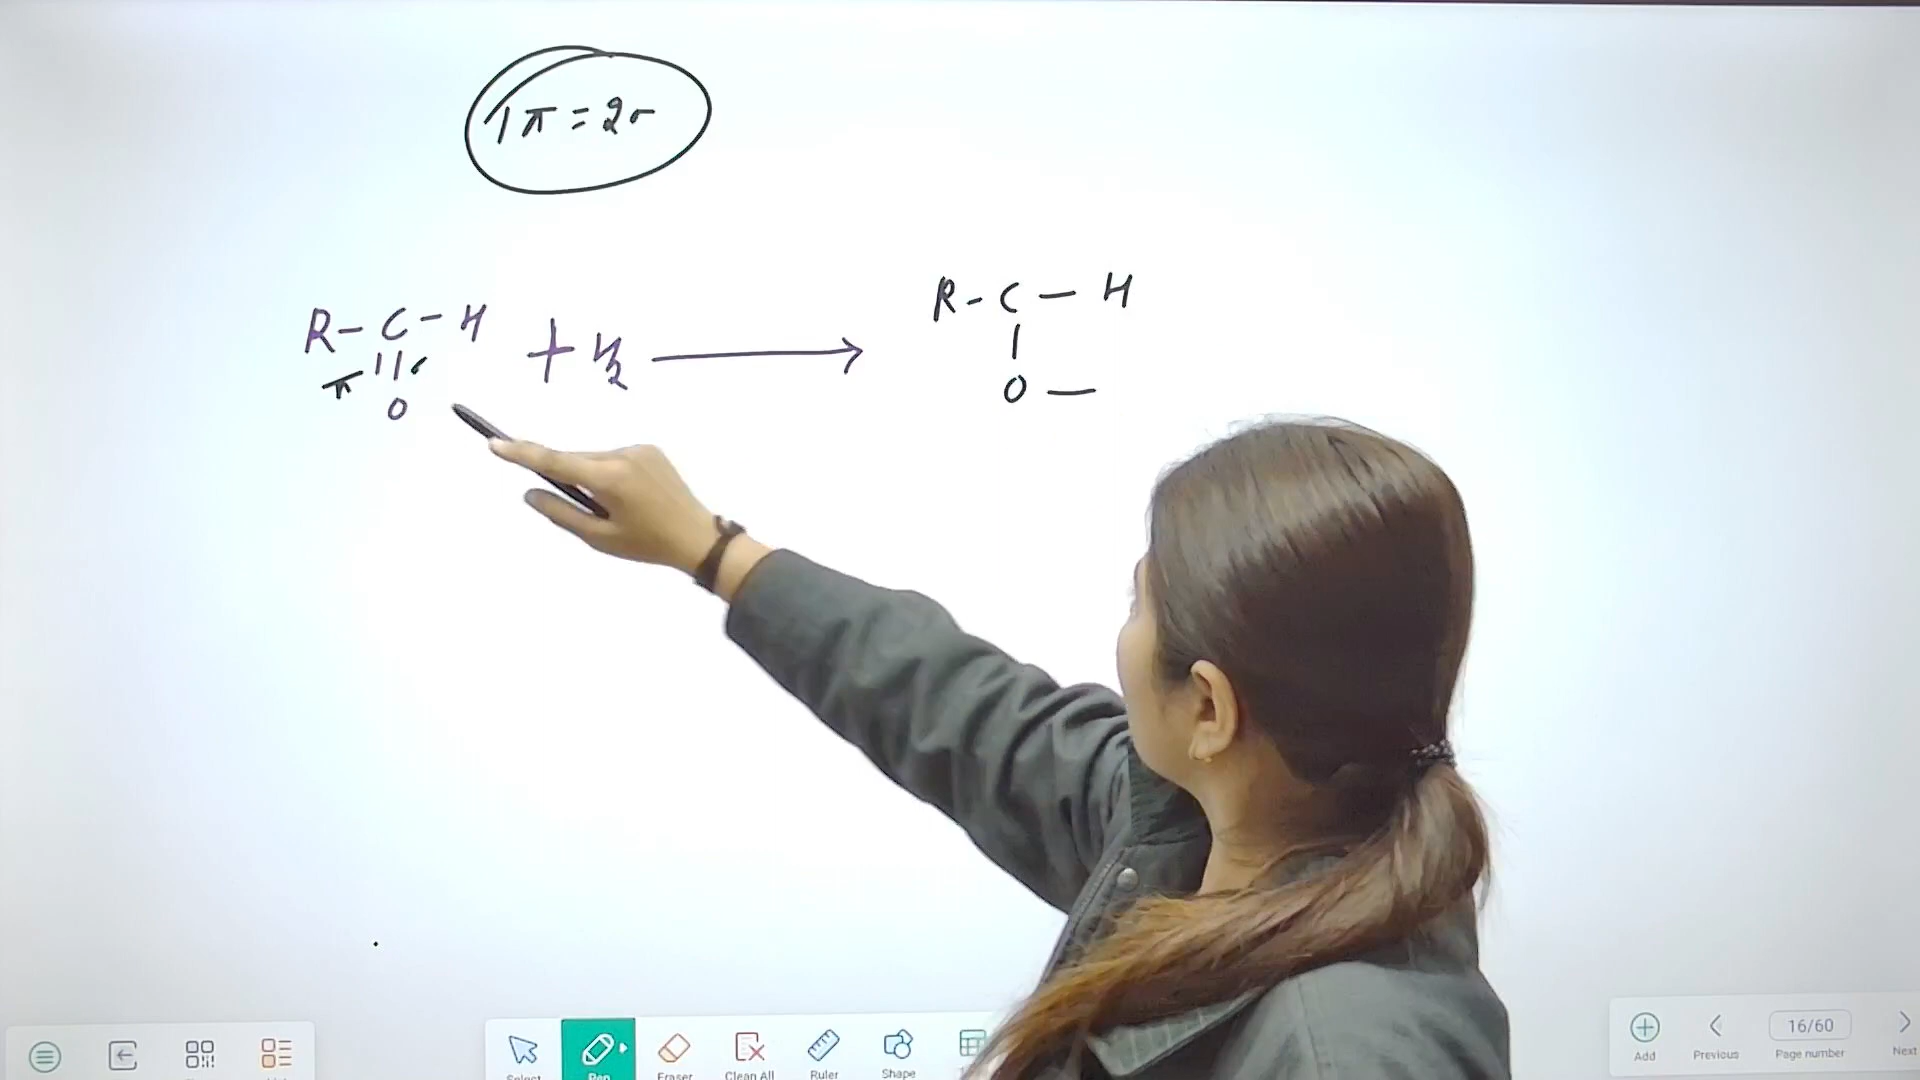 1π = 2σ
R - C - H
R - C - H + H2 →
π || σ
O
|
O -
Select
Pen
Eraser
Clean All
Ruler
Shape
Add
Previous
16/60
Page number
Next